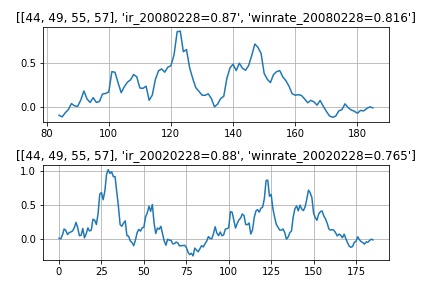 [[44, 49, 55, 57], 'ir_20080228=0.87', 'winrate_20080228=0.816']
0.5
0.0
80 100 120 140 160 180
[[44, 49, 55, 57], 'ir_20020228=0.88', 'winrate_20020228=0.765']
1.0
0.5
0.0
0 25 50 75 100 125 150 175